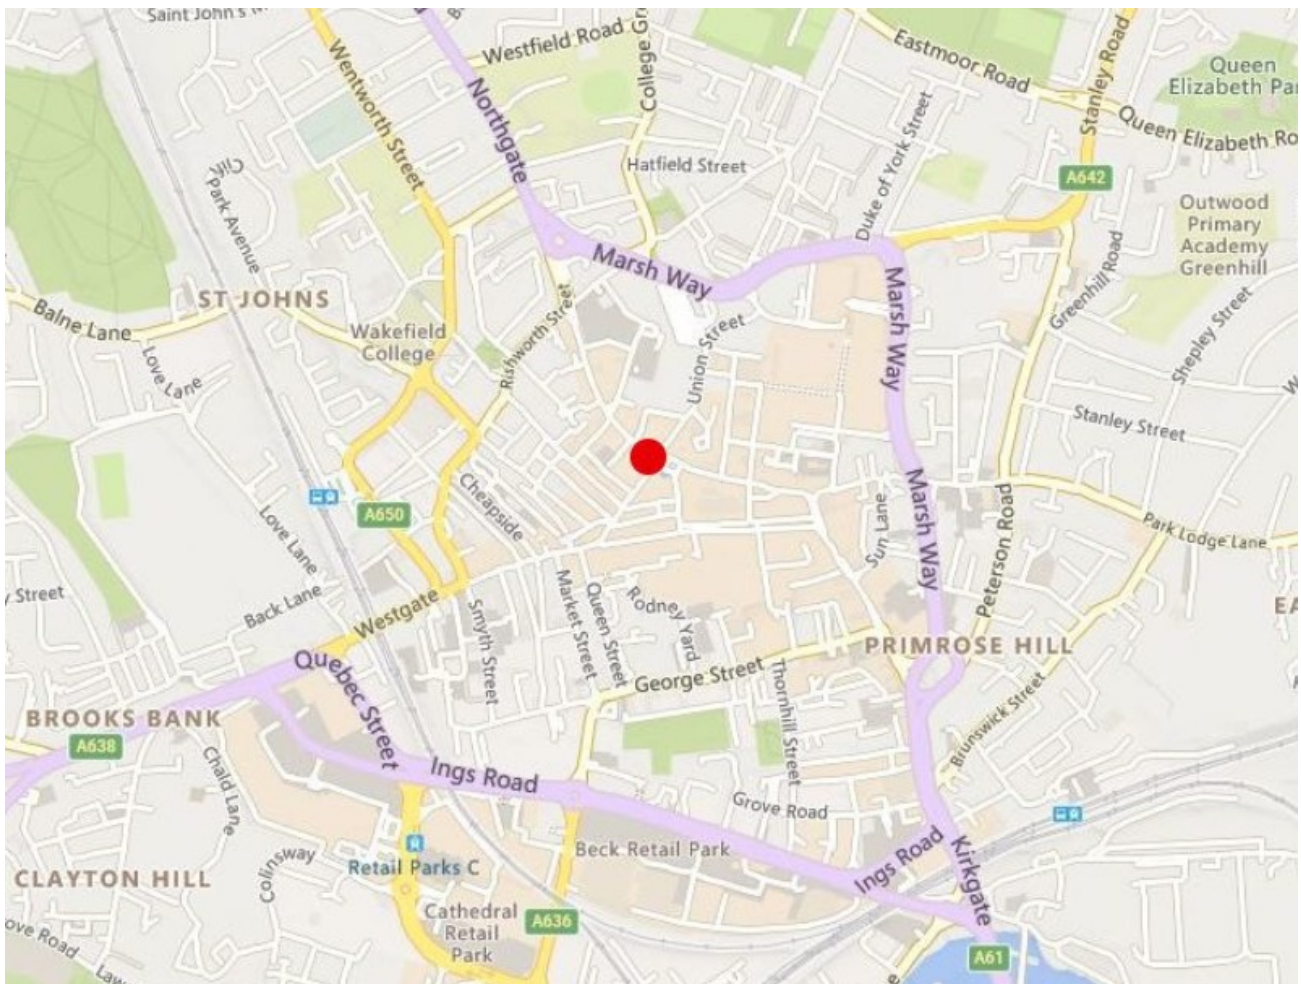 Saint John's
Westfield Road
College Gr
Eastmoor Road
Stanley Road
Queen
Elizabeth Par
Queen Elizabeth Ro
Wentworth Street
Northgate
Hatfield Street
Duke of York Street
A642
Outwood
Primary
Academy
Greenhill
Clif
Park Avenue
Marsh Way
Marsh Way
Greenhill Road
Shepley Street
ST JOHNS
Balne Lane
Wakefield
College
Rishworth Street
Union Street
Love Lane
Stanley Street
Cheapside
A650
Love Lane
Sun Lane
Marsh Way
Peterson Road
Park Lodge Lane
y Street
Back Lane
Westgate
Smyth Street
Market Street
Queen Street
Rodney Yard
PRIMROSE HILL
EA
Quebec Street
George Street
Thornhill Street
Brunswick Street
BROOKS BANK
A638
Chald Lane
Ings Road
Grove Road
Colinsway
Retail Parks C
Beck Retail Park
Ings Road
Kirkgate
CLAYTON HILL
Cathedral
Retail
Park
A636
ove Road
Law
A61